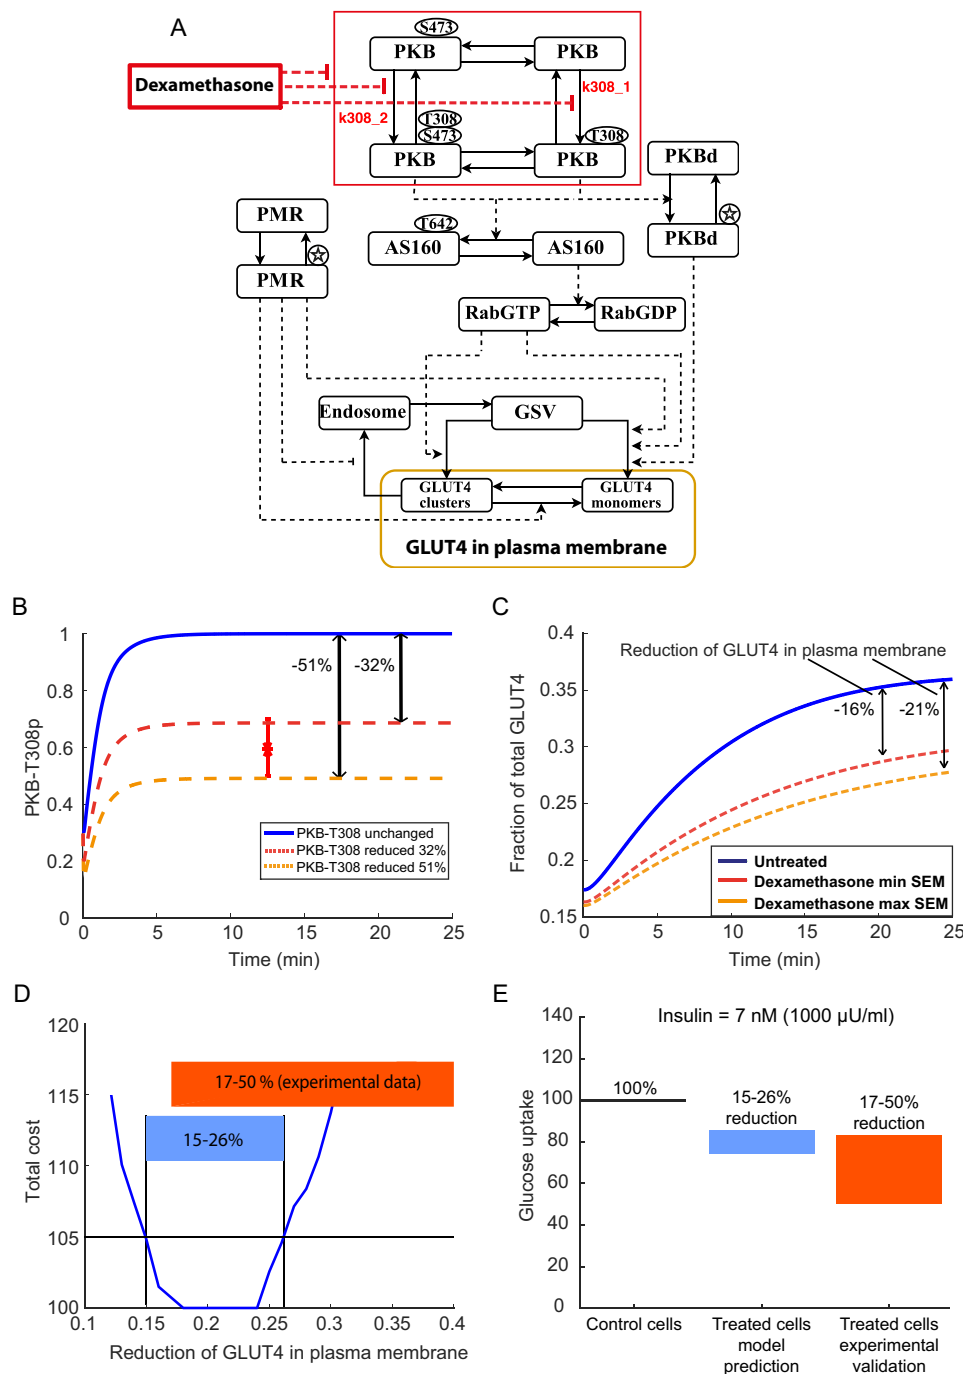 A
S473
PKB
PKB
Dexamethasone
k308_1
k308_2
T308
S473
T308
PKB
PKB
PKBd
PMR
T642
PKBd
AS160
AS160
PMR
RabGTP
RabGDP
Endosome
GSV
GLUT4
clusters
GLUT4
monomers
GLUT4 in plasma membrane
B
1
0.8
0.6
0.4
0.2
0
PKB-T308p
-51%
-32%
PKB-T308 unchanged
PKB-T308 reduced 32%
PKB-T308 reduced 51%
0
5
10
15
20
25
Time (min)
C
0.4
0.35
0.3
0.25
0.2
0.15
Fraction of total GLUT4
Reduction of GLUT4 in plasma membrane
-16%
-21%
Untreated
Dexamethasone min SEM
Dexamethasone max SEM
0
5
10
15
20
25
Time (min)
D
120
115
110
105
100
Total cost
17-50 % (experimental data)
15-26%
0.1
0.15
0.2
0.25
0.3
0.35
0.4
Reduction of GLUT4 in plasma membrane
E
140
120
100
80
60
40
20
0
Glucose uptake
Insulin = 7 nM (1000 µU/ml)
100%
15-26%
reduction
17-50%
reduction
Control cells
Treated cells
model
prediction
Treated cells
experimental
validation